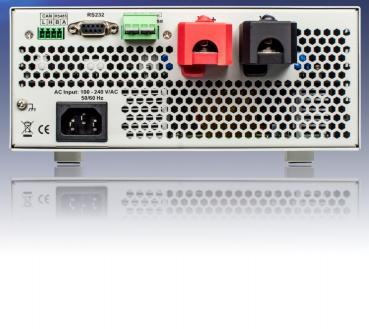 CAN RS485
L H B A
RS232
AC Input: 100 - 240 V/AC
50/60 Hz
CE